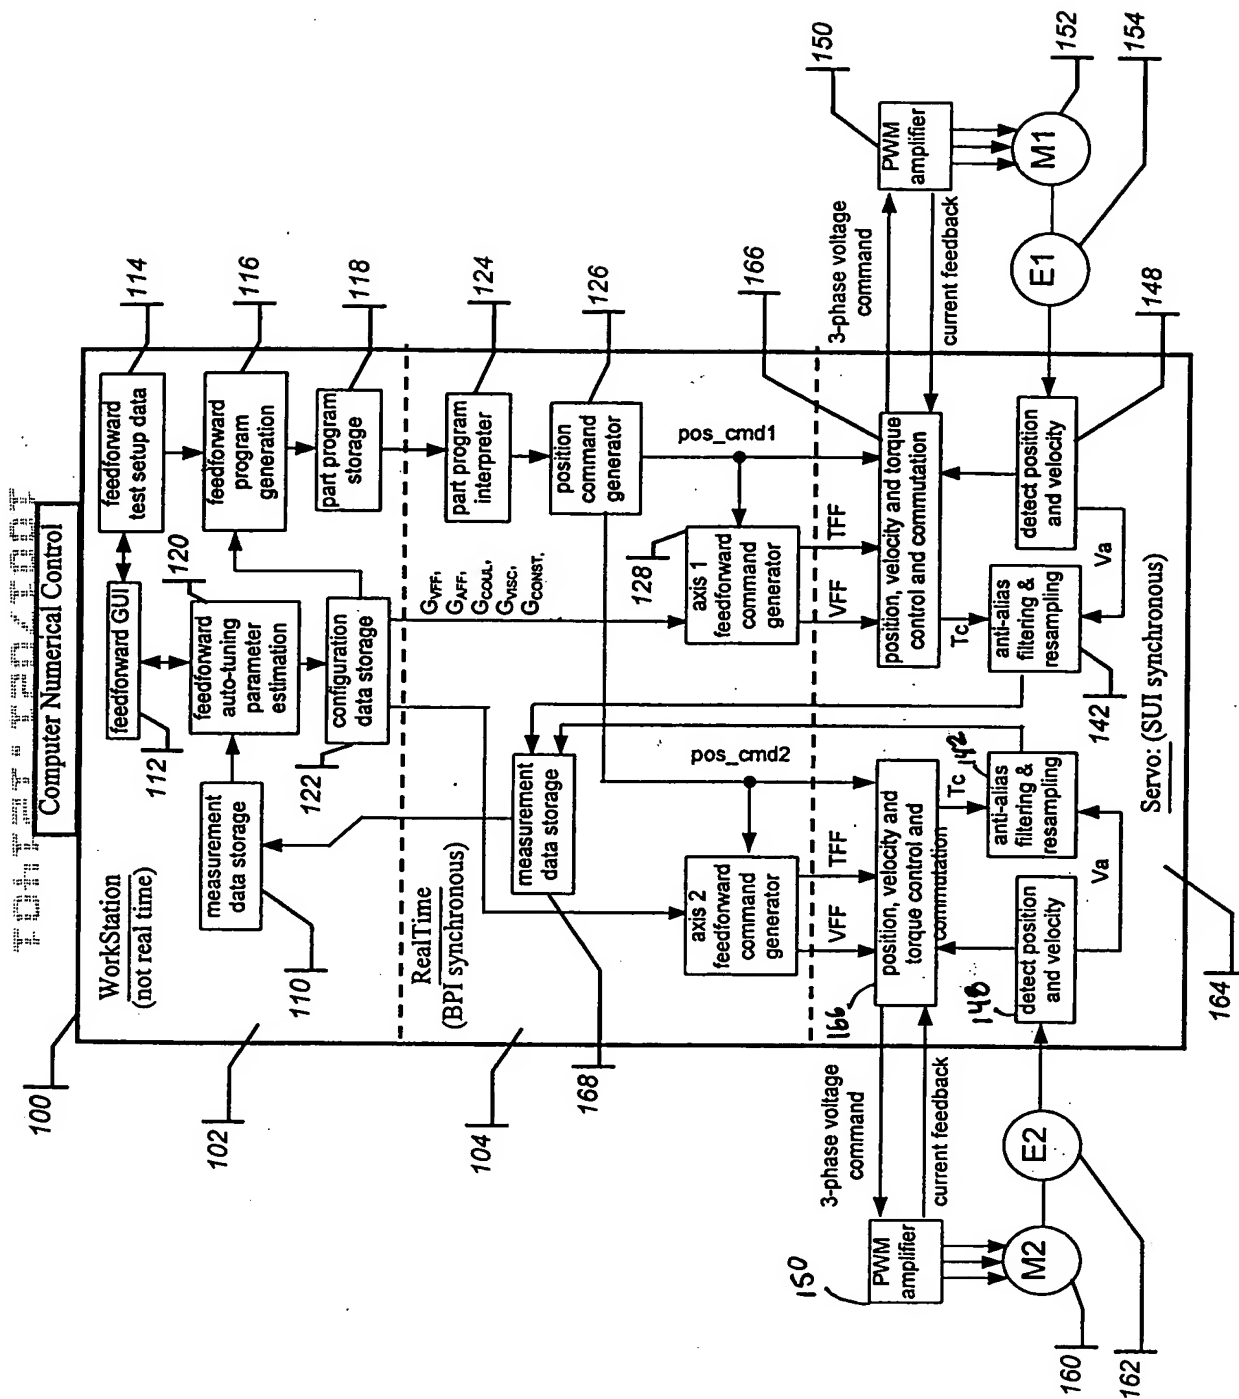 Computer Numerical Control
100
WorkStation
(not real time)
102
feedforward GUI
112
feedforward
test setup data
114
120
feedforward
auto-tuning
parameter
estimation
feedforward
program
generation
116
measurement
data storage
110
122
configuration
data storage
part program
storage
118
RealTime
(BPI synchronous)
104
GVFF,
GAFF,
GCOUL,
GVISC,
GCONST,
part program
interpreter
124
position
command
generator
126
measurement
data storage
168
pos_cmd2
pos_cmd1
128
axis 2
feedforward
command
generator
axis 1
feedforward
command
generator
VFF
TFF
VFF
TFF
166
3-phase voltage
command
current feedback
166
position, velocity and
torque control and
commutation
position, velocity and torque
control and commutation
3-phase voltage
command
current feedback
PWM
amplifier
150
PWM
amplifier
150
Tc
142
anti-alias
filtering &
resampling
Tc
anti-alias
filtering &
resampling
142
148
detect position
and velocity
Va
detect position
and velocity
Va
148
M2
160
E2
162
E1
154
M1
152
Servo: (SUI synchronous)
164